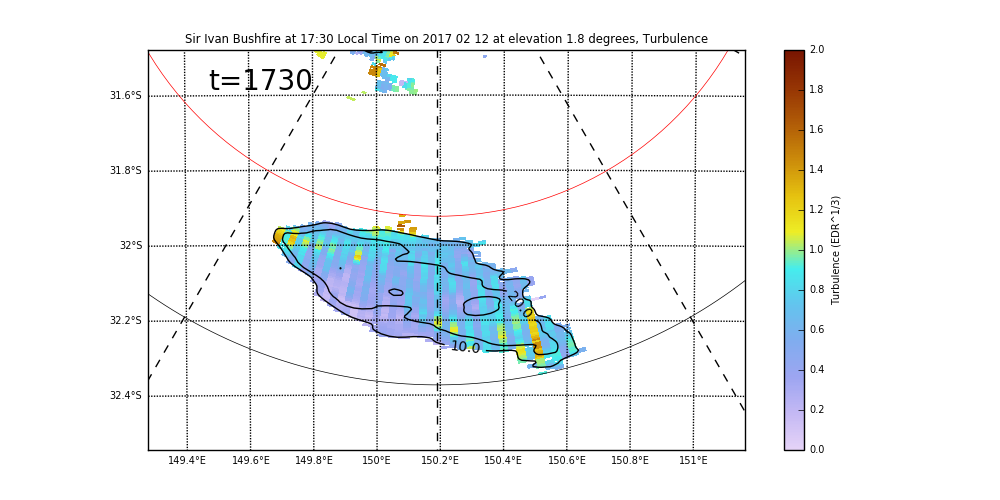 Sir Ivan Bushfire at 17:30 Local Time on 2017 02 12 at elevation 1.8 degrees, Turbulence
t=1730
31.6°S
31.8°S
32°S
32.2°S
32.4°S
20.0
10.0
149.4°E 149.6°E 149.8°E 150°E 150.2°E 150.4°E 150.6°E 150.8°E 151°E
2.0
1.8
1.6
1.4
1.2
1.0
0.8
0.6
0.4
0.2
0.0
Turbulence (EDR^1/3)